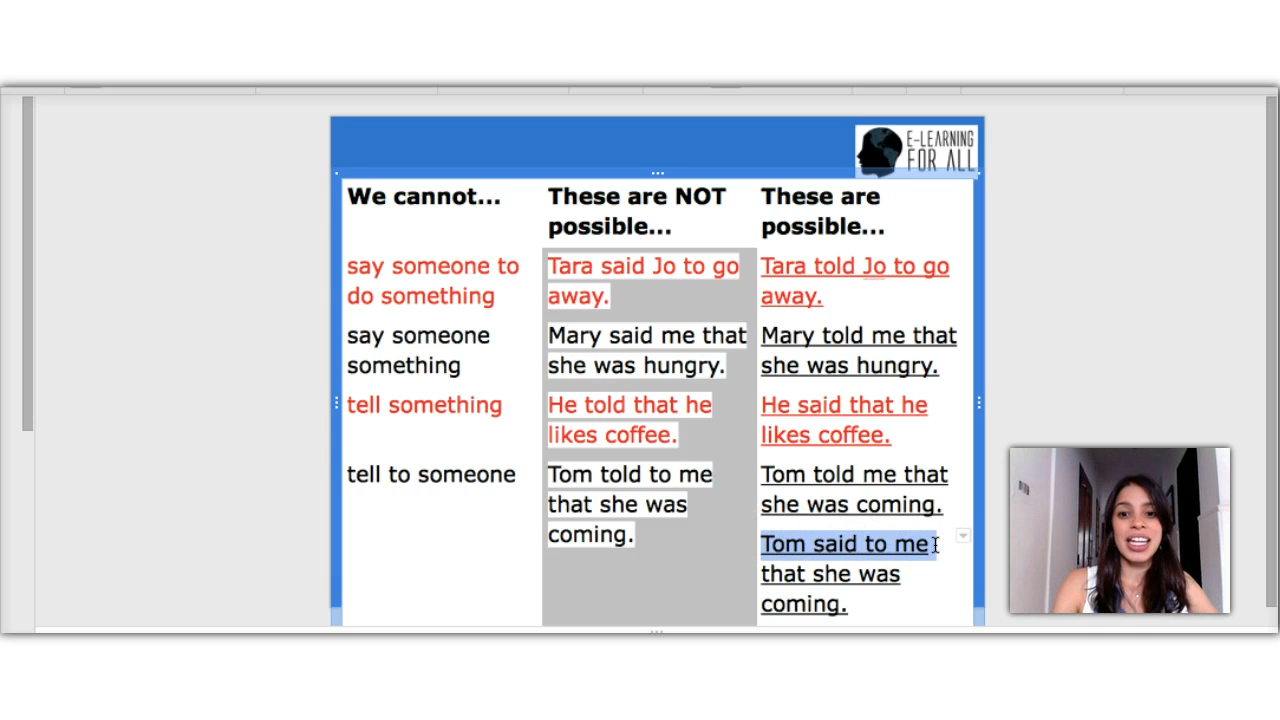 E-LEARNING
FOR ALL
We cannot...
These are NOT
possible...
These are
possible...
say someone to
do something
Tara said Jo to go
away.
Tara told Jo to go
away.
say someone
something
Mary said me that
she was hungry.
Mary told me that
she was hungry.
tell something
He told that he
likes coffee.
He said that he
likes coffee.
tell to someone
Tom told to me
that she was
coming.
Tom told me that
she was coming.
Tom said to me
that she was
coming.